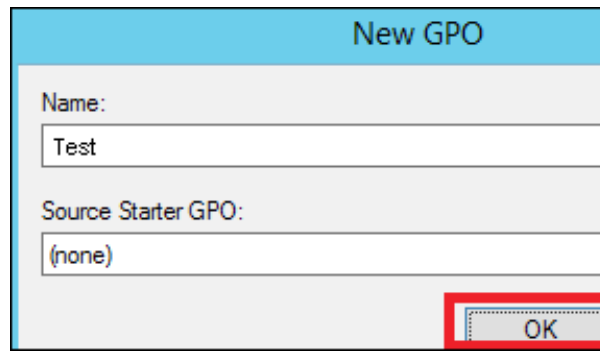 New GPO
Name:
Test
Source Starter GPO:
(none)
OK